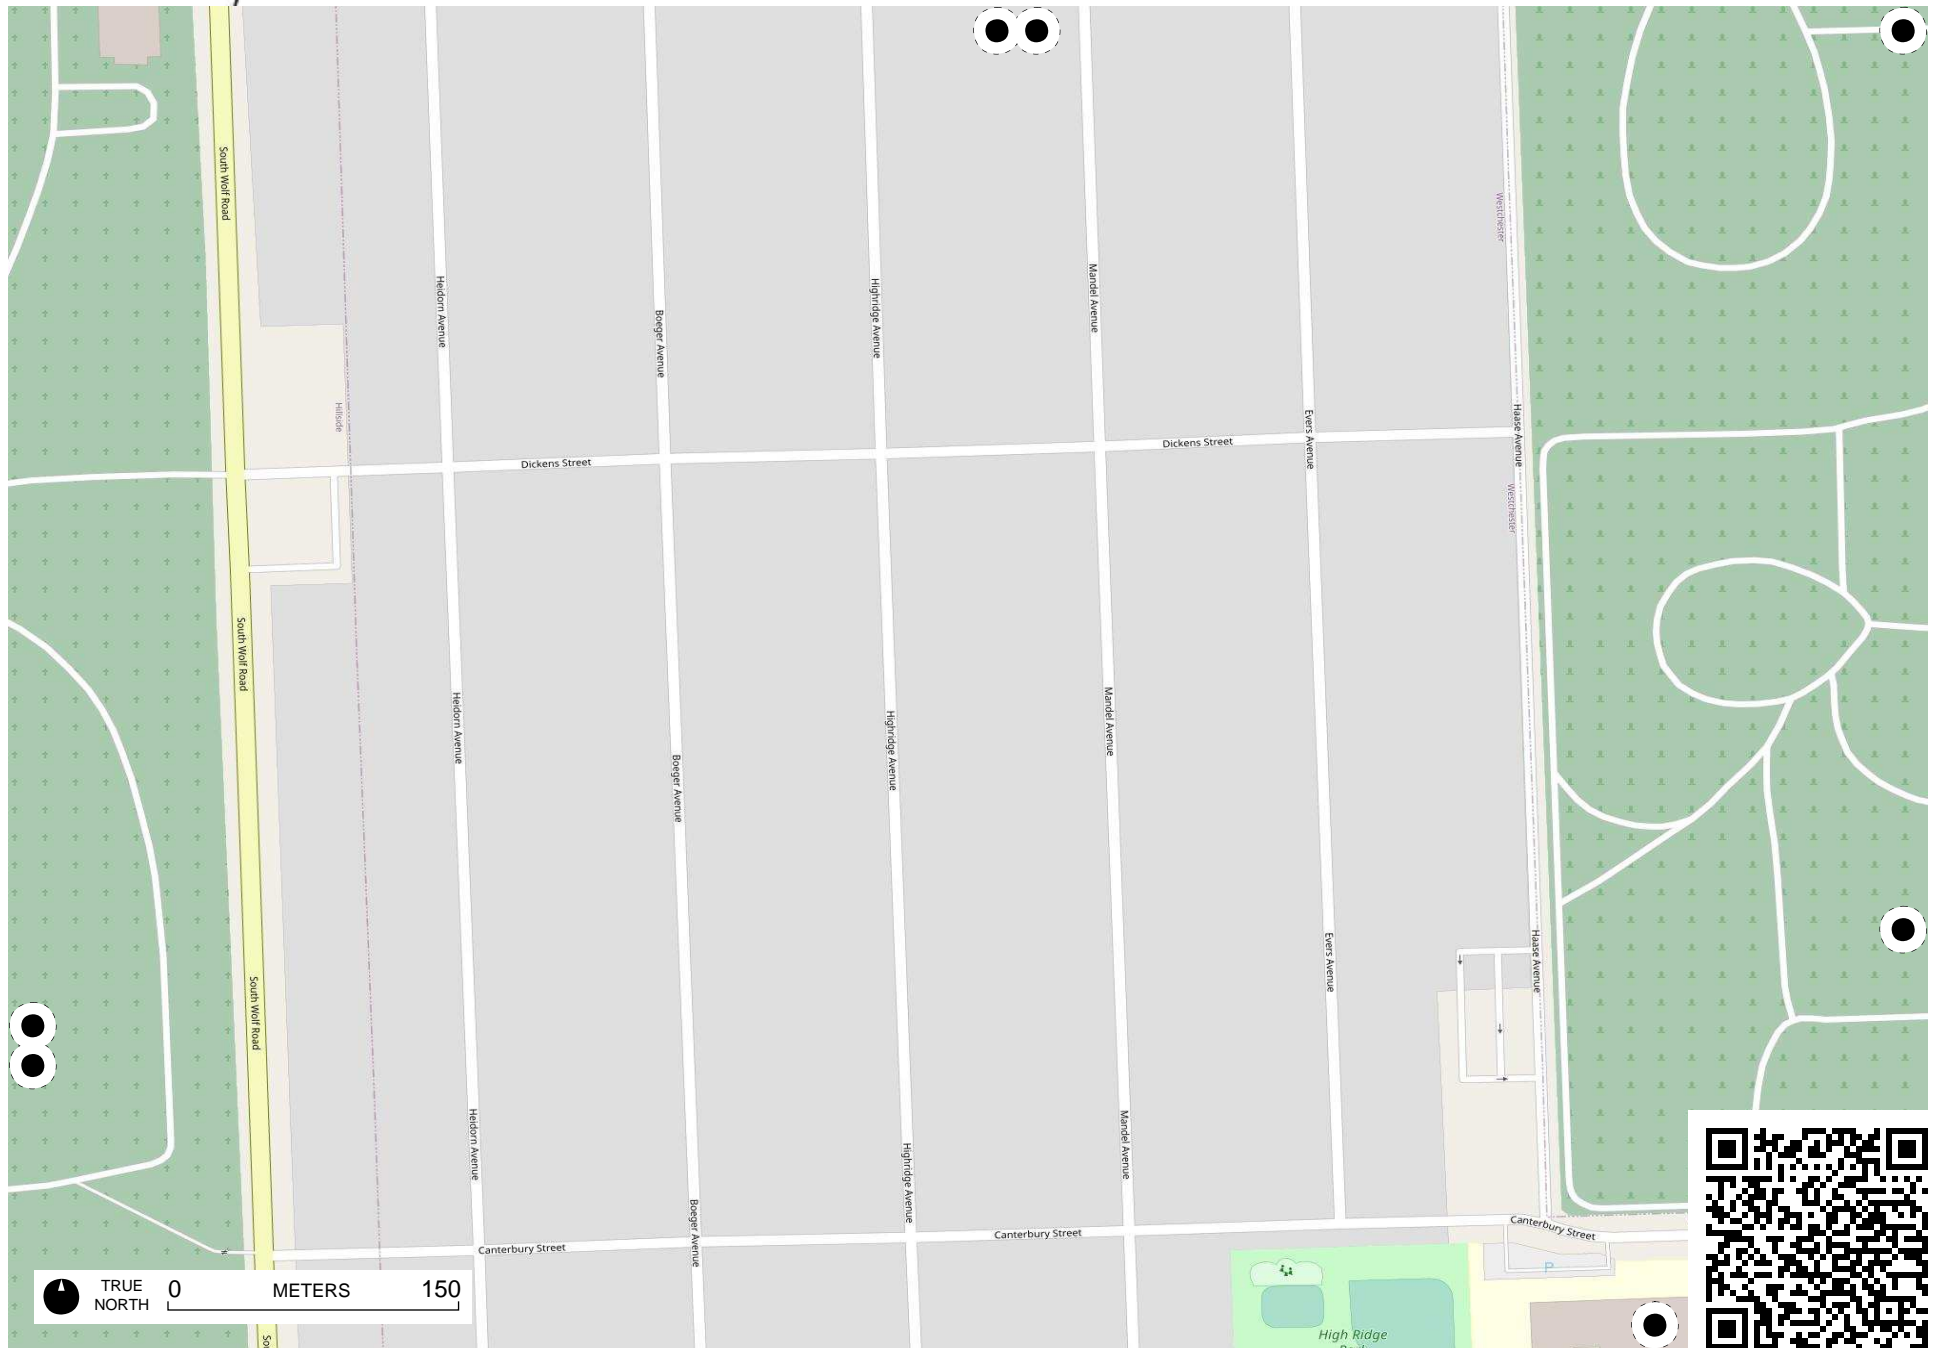 South Wolf Road
Westchester
Heidorn Avenue
Boeger Avenue
Highridge Avenue
Mandel Avenue
Hillside
Evers Avenue
Haase Avenue
Dickens Street
Dickens Street
Westchester
South Wolf Road
Heidorn Avenue
Boeger Avenue
Highridge Avenue
Mandel Avenue
Evers Avenue
Haase Avenue
South Wolf Road
Heidorn Avenue
Boeger Avenue
Highridge Avenue
Mandel Avenue
Canterbury Street
Canterbury Street
Canterbury Street
P
TRUE
NORTH
0 METERS 150
High Ridge